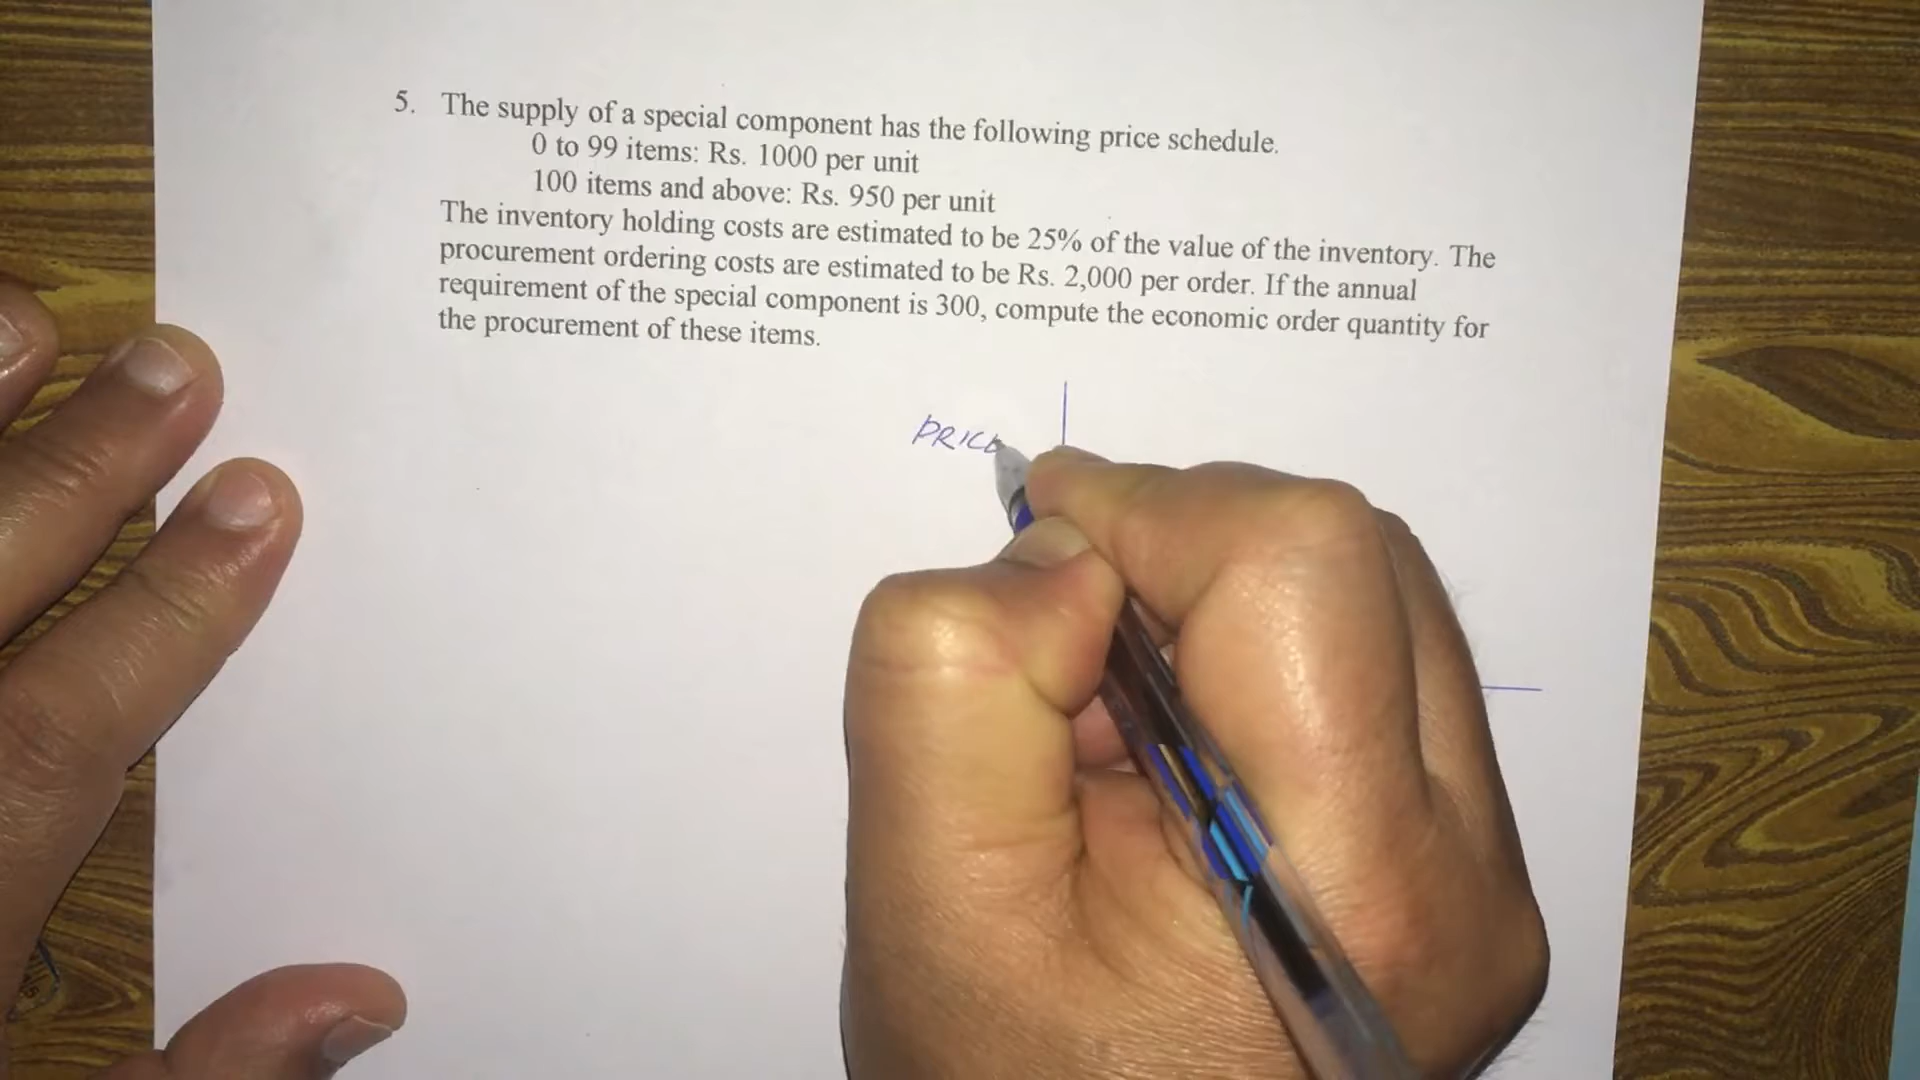 5. The supply of a special component has the following price schedule.
0 to 99 items: Rs. 1000 per unit
100 items and above: Rs. 950 per unit
The inventory holding costs are estimated to be 25% of the value of the inventory. The
procurement ordering costs are estimated to be Rs. 2,000 per order. If the annual
requirement of the special component is 300, compute the economic order quantity for
the procurement of these items.
PRICE